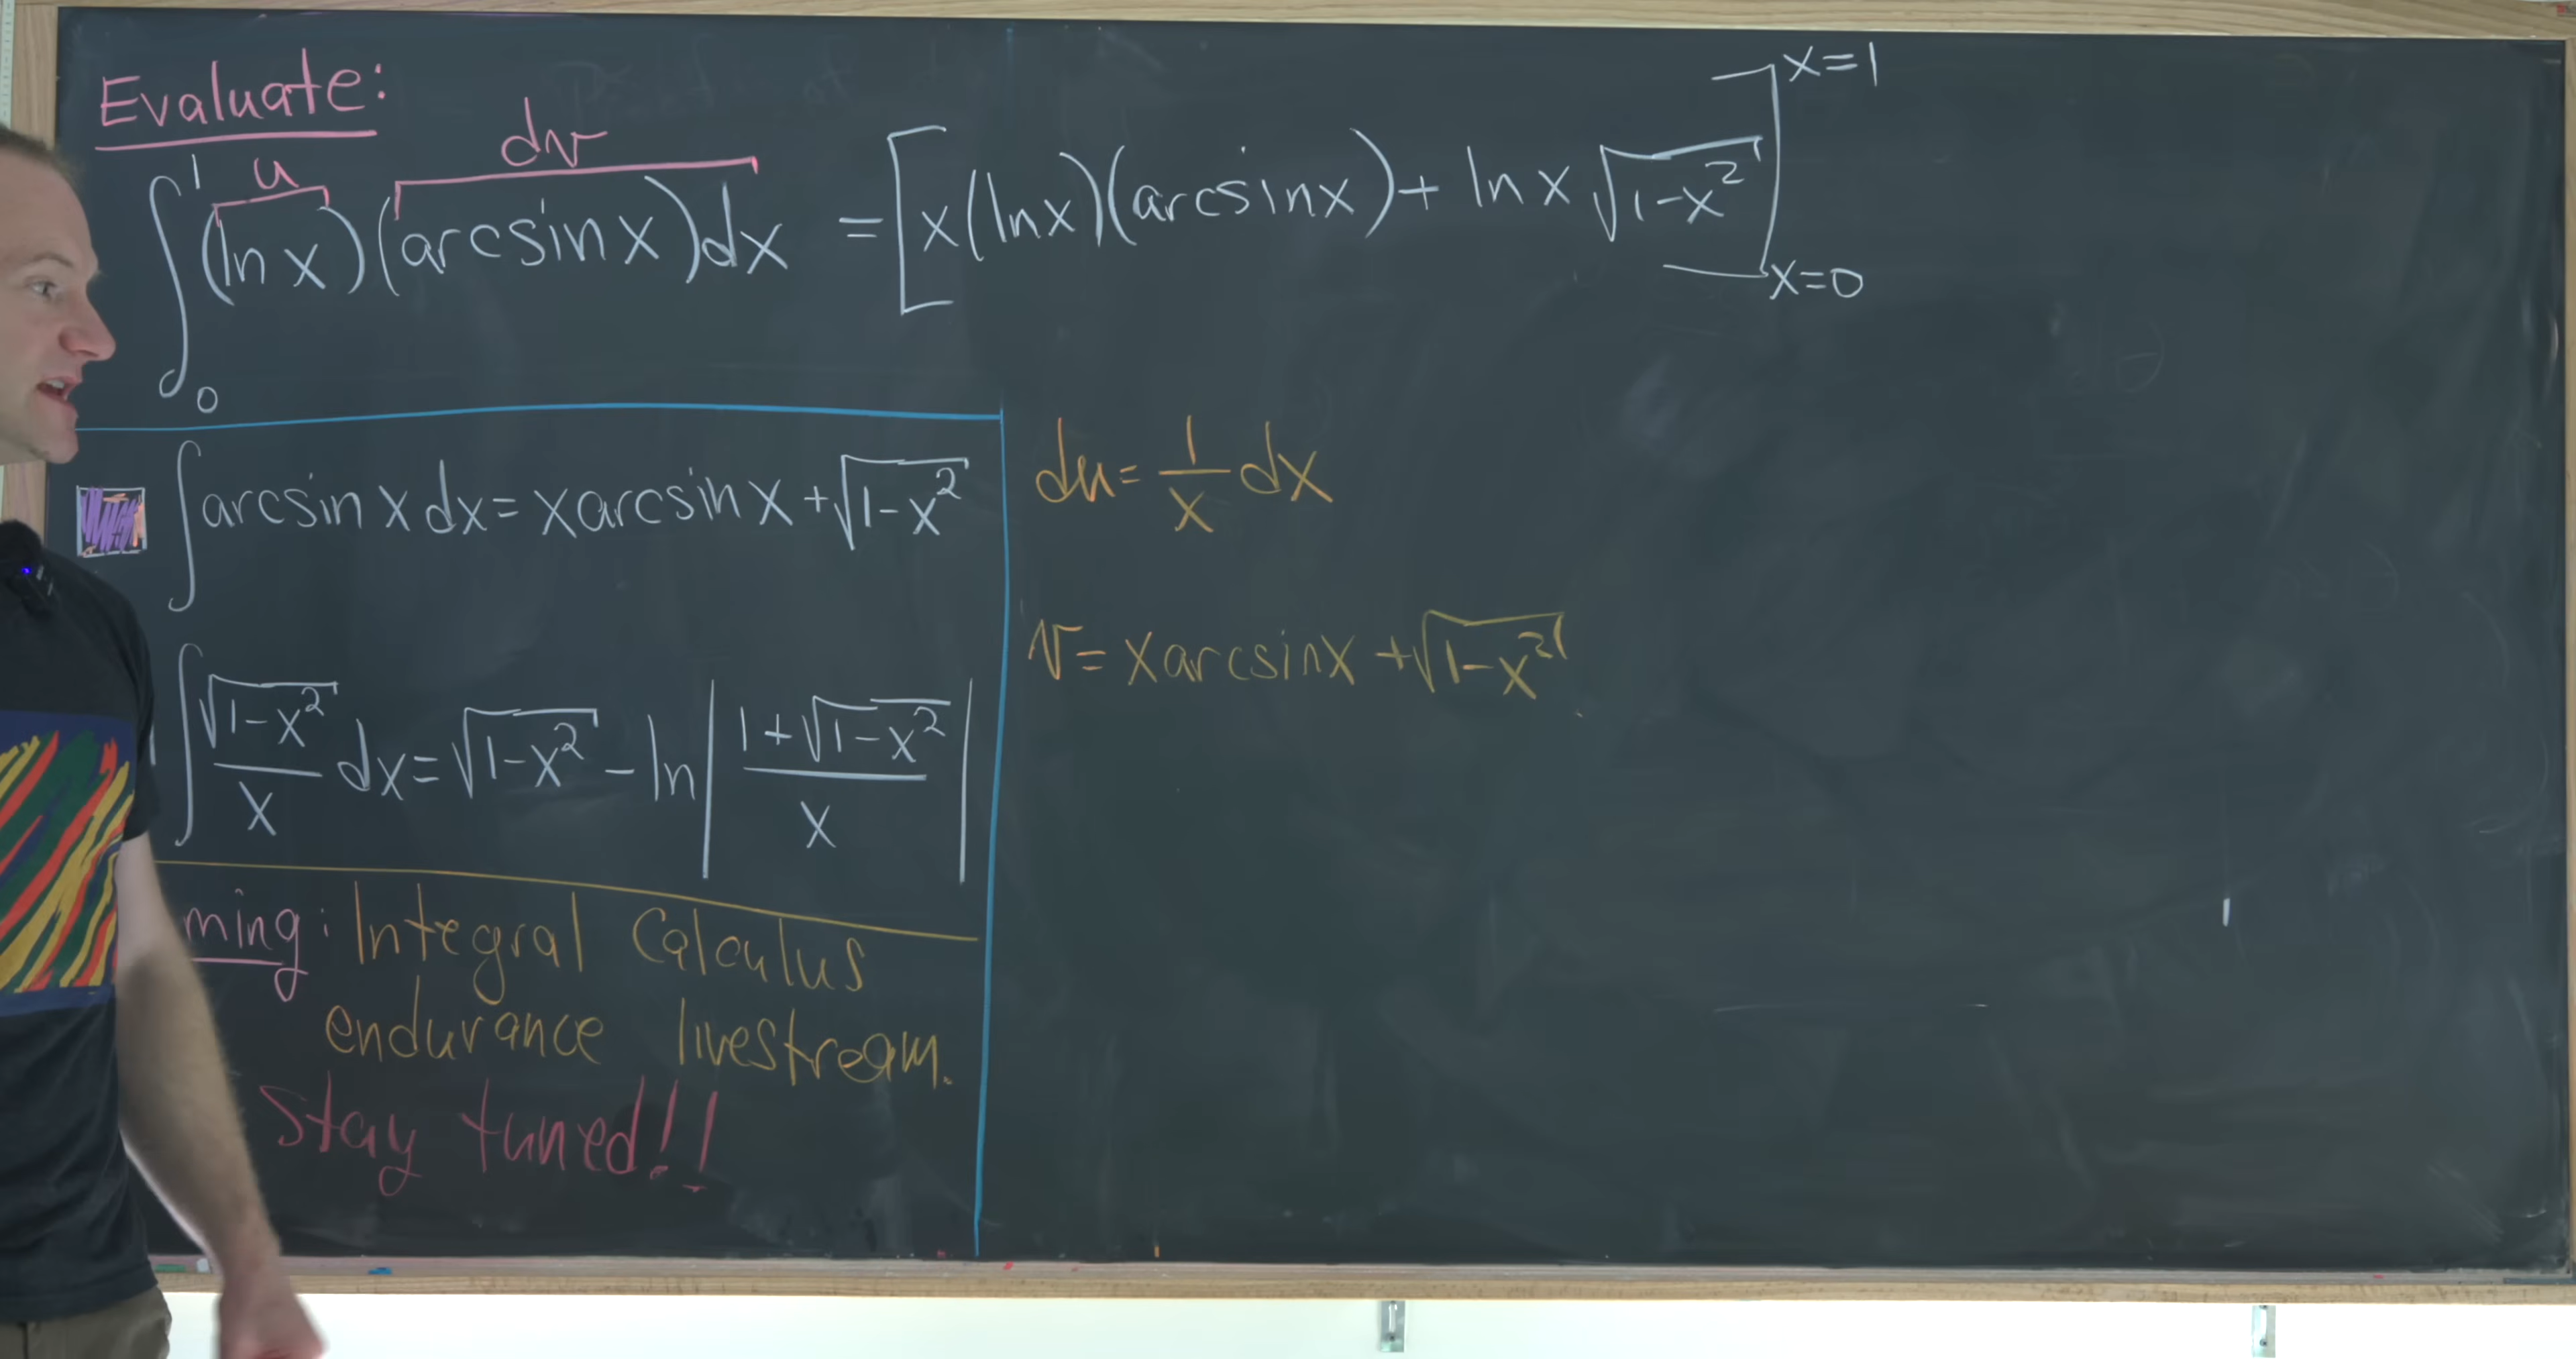 Evaluate:
u dv
∫₀¹ (ln x)(arcsin x)dx = [x(ln x)(arcsin x) + ln x √(1-x²)]
x=1
x=0
∫ arcsin x dx = x arcsin x + √(1-x²)
∫ √(1-x²)/x dx = √(1-x²) - ln |(1+√(1-x²))/x|
du = 1/x dx
v = x arcsin x + √(1-x²)
ming: Integral Calculus
endurance livestream.
Stay tuned!!